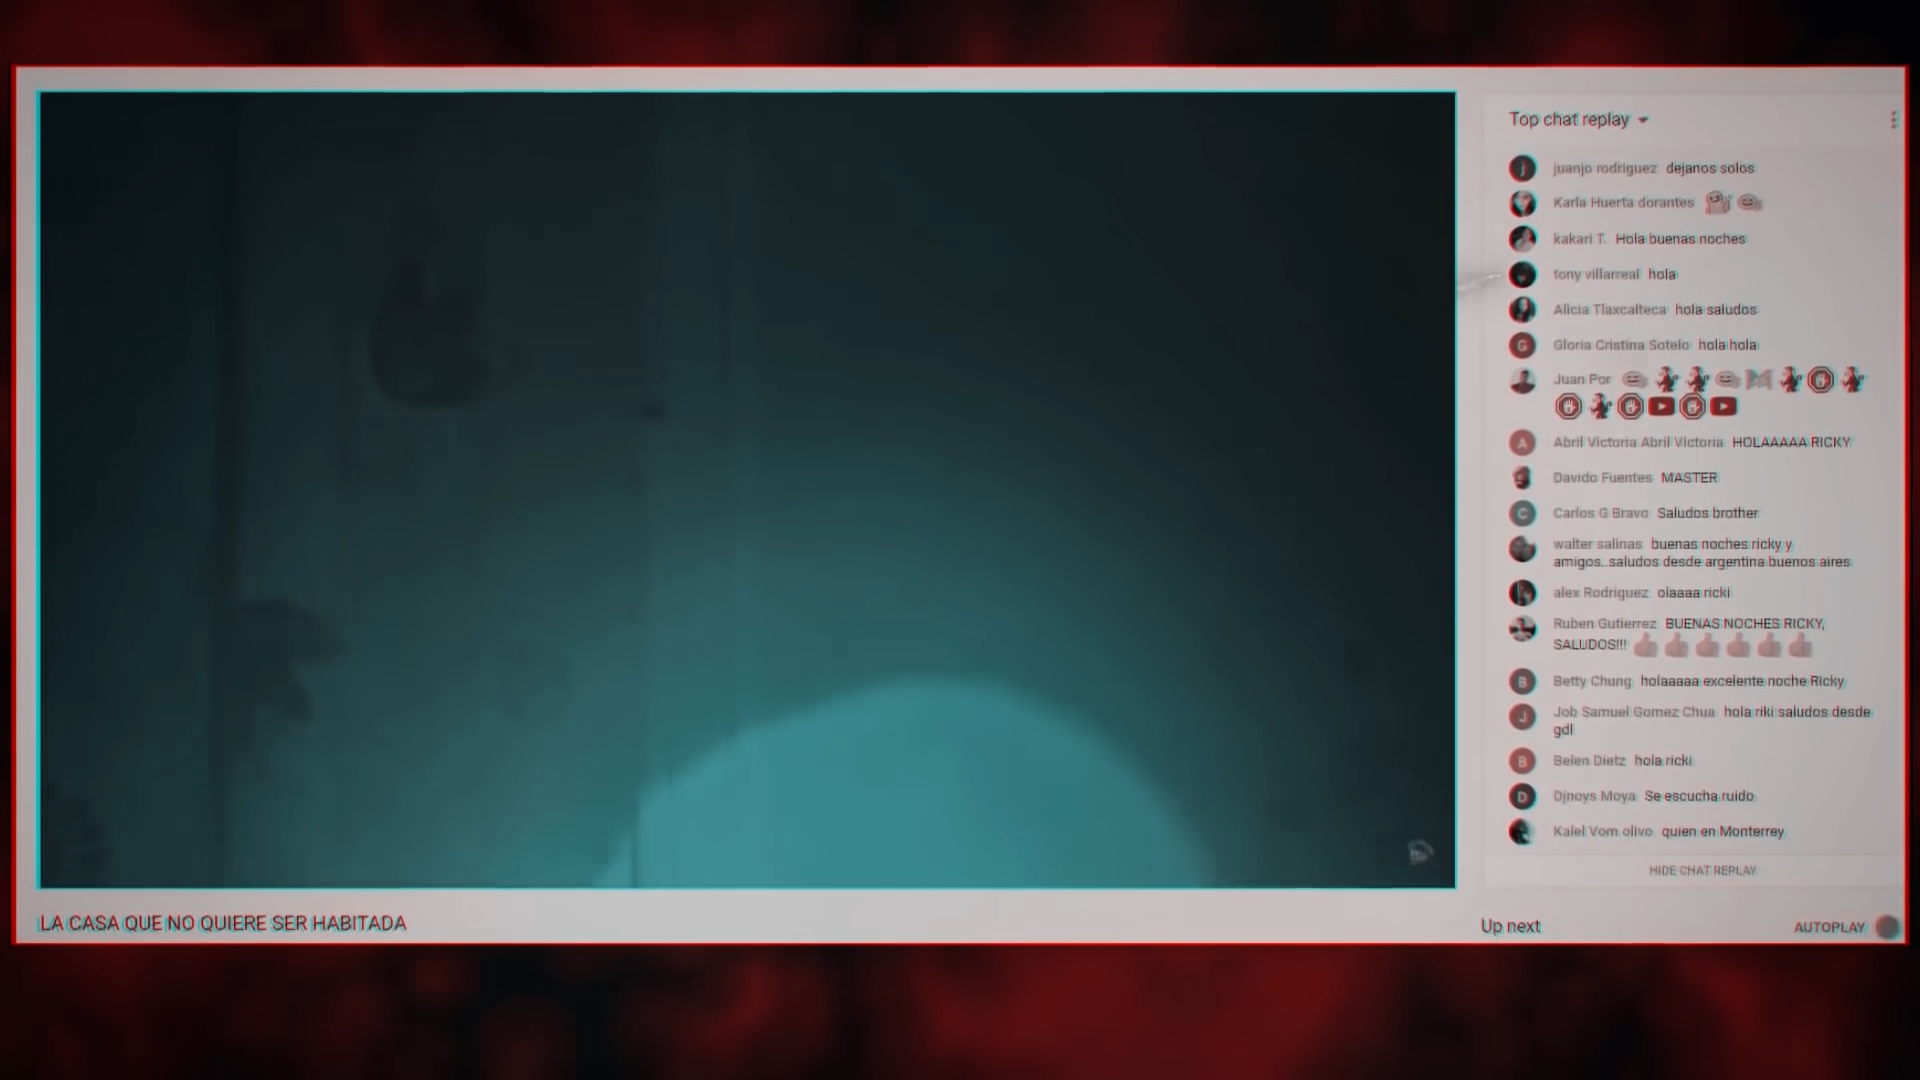 Top chat replay
j juanjo rodriguez dejanos solos
Karla Huerta dorantes
kakari T. Hola buenas noches
tony villarreal hola
Alicia Tlaxcalteca hola saludos
G Gloria Cristina Sotelo hola hola
Juan Por
A Abril Victoria Abril Victoria HOLAAAAA RICKY
Davido Fuentes MASTER
C Carlos G Bravo Saludos brother
walter salinas buenas noches ricky y
amigos..saludos desde argentina buenos aires
alex Rodriguez olaaaa ricki
Ruben Gutierrez BUENAS NOCHES RICKY,
SALUDOS!!!
B Betty Chung holaaaaa excelente noche Ricky
J Job Samuel Gomez Chua hola riki saludos desde
gdl
B Belen Dietz hola ricki
D Djnoys Moya Se escucha ruido
Kalel Vom olivo quien en Monterrey
HIDE CHAT REPLAY
LA CASA QUE NO QUIERE SER HABITADA
Up next
AUTOPLAY